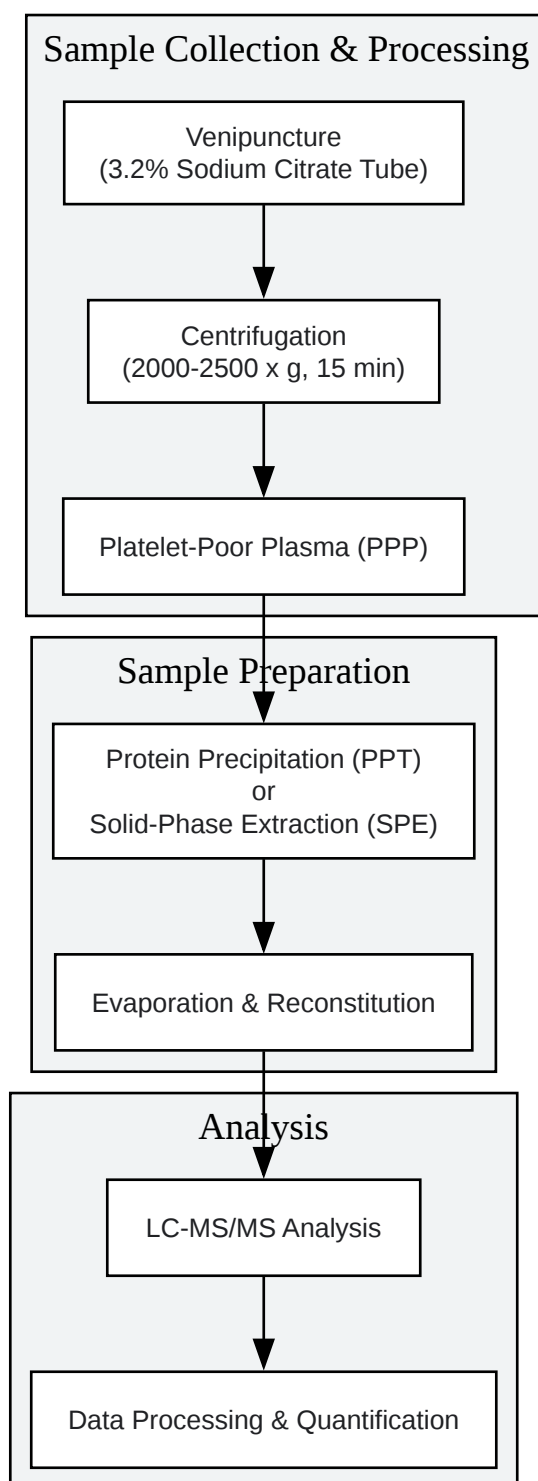 Sample Collection & Processing
Venipuncture
(3.2% Sodium Citrate Tube)
Centrifugation
(2000-2500 x g, 15 min)
Platelet-Poor Plasma (PPP)
Sample Preparation
Protein Precipitation (PPT)
or
Solid-Phase Extraction (SPE)
Evaporation & Reconstitution
Analysis
LC-MS/MS Analysis
Data Processing & Quantification